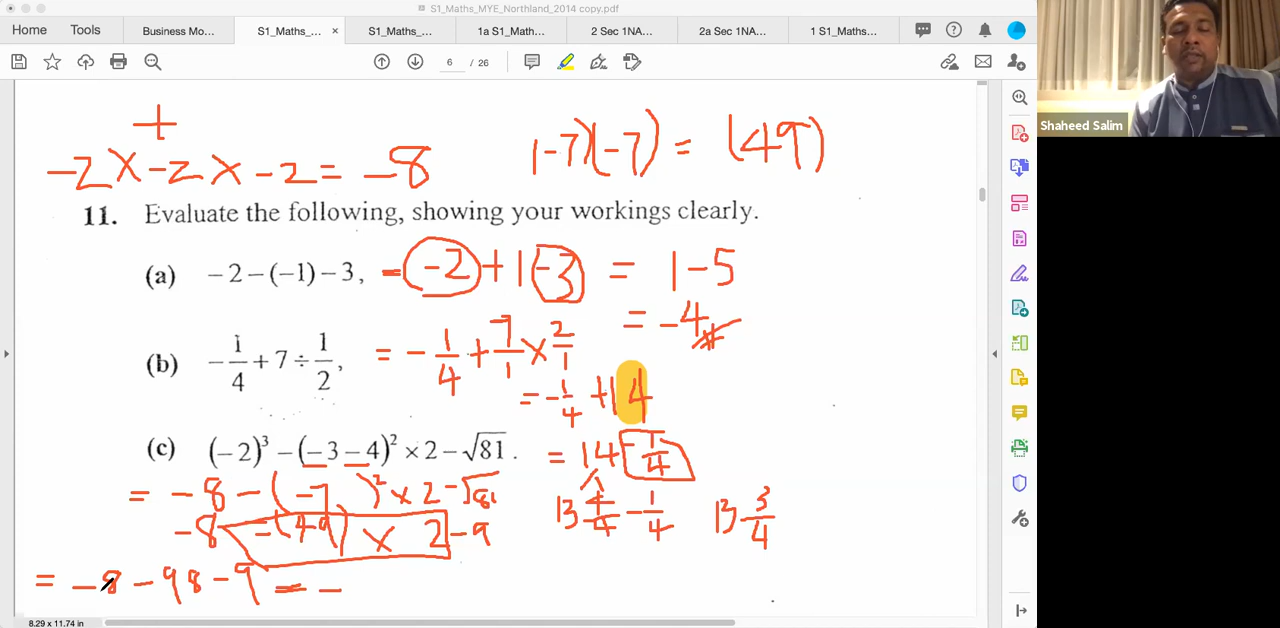 S1_Maths_MYE_Northland_2014 copy.pdf
Home Tools Business Mo... S1_Maths_... × S1_Maths_... 1a S1_Maths... 2 Sec 1NA... 2a Sec 1NA... 1 S1_Maths...
6 / 26
Shaheed Salim
+
-2 × -2 × -2 = -8
(-7)(-7) = (49)
11. Evaluate the following, showing your workings clearly.
(a) -2-(-1)-3, = -2 + 1 -3 = 1-5
= -4
(b) -1/4 + 7 ÷ 1/2, = -1/4 + 7/1 × 2/1
= -1/4 + 14
(c) (-2)³ - (-3-4)² × 2 - √81. = 14 - 1/4
= -8 - (-7)² × 2 - √81
13 4/4 - 1/4 13 3/4
-8 - (49) × 2 - 9
= -8 - 98 - 9 = -
8.29 x 11.74 in